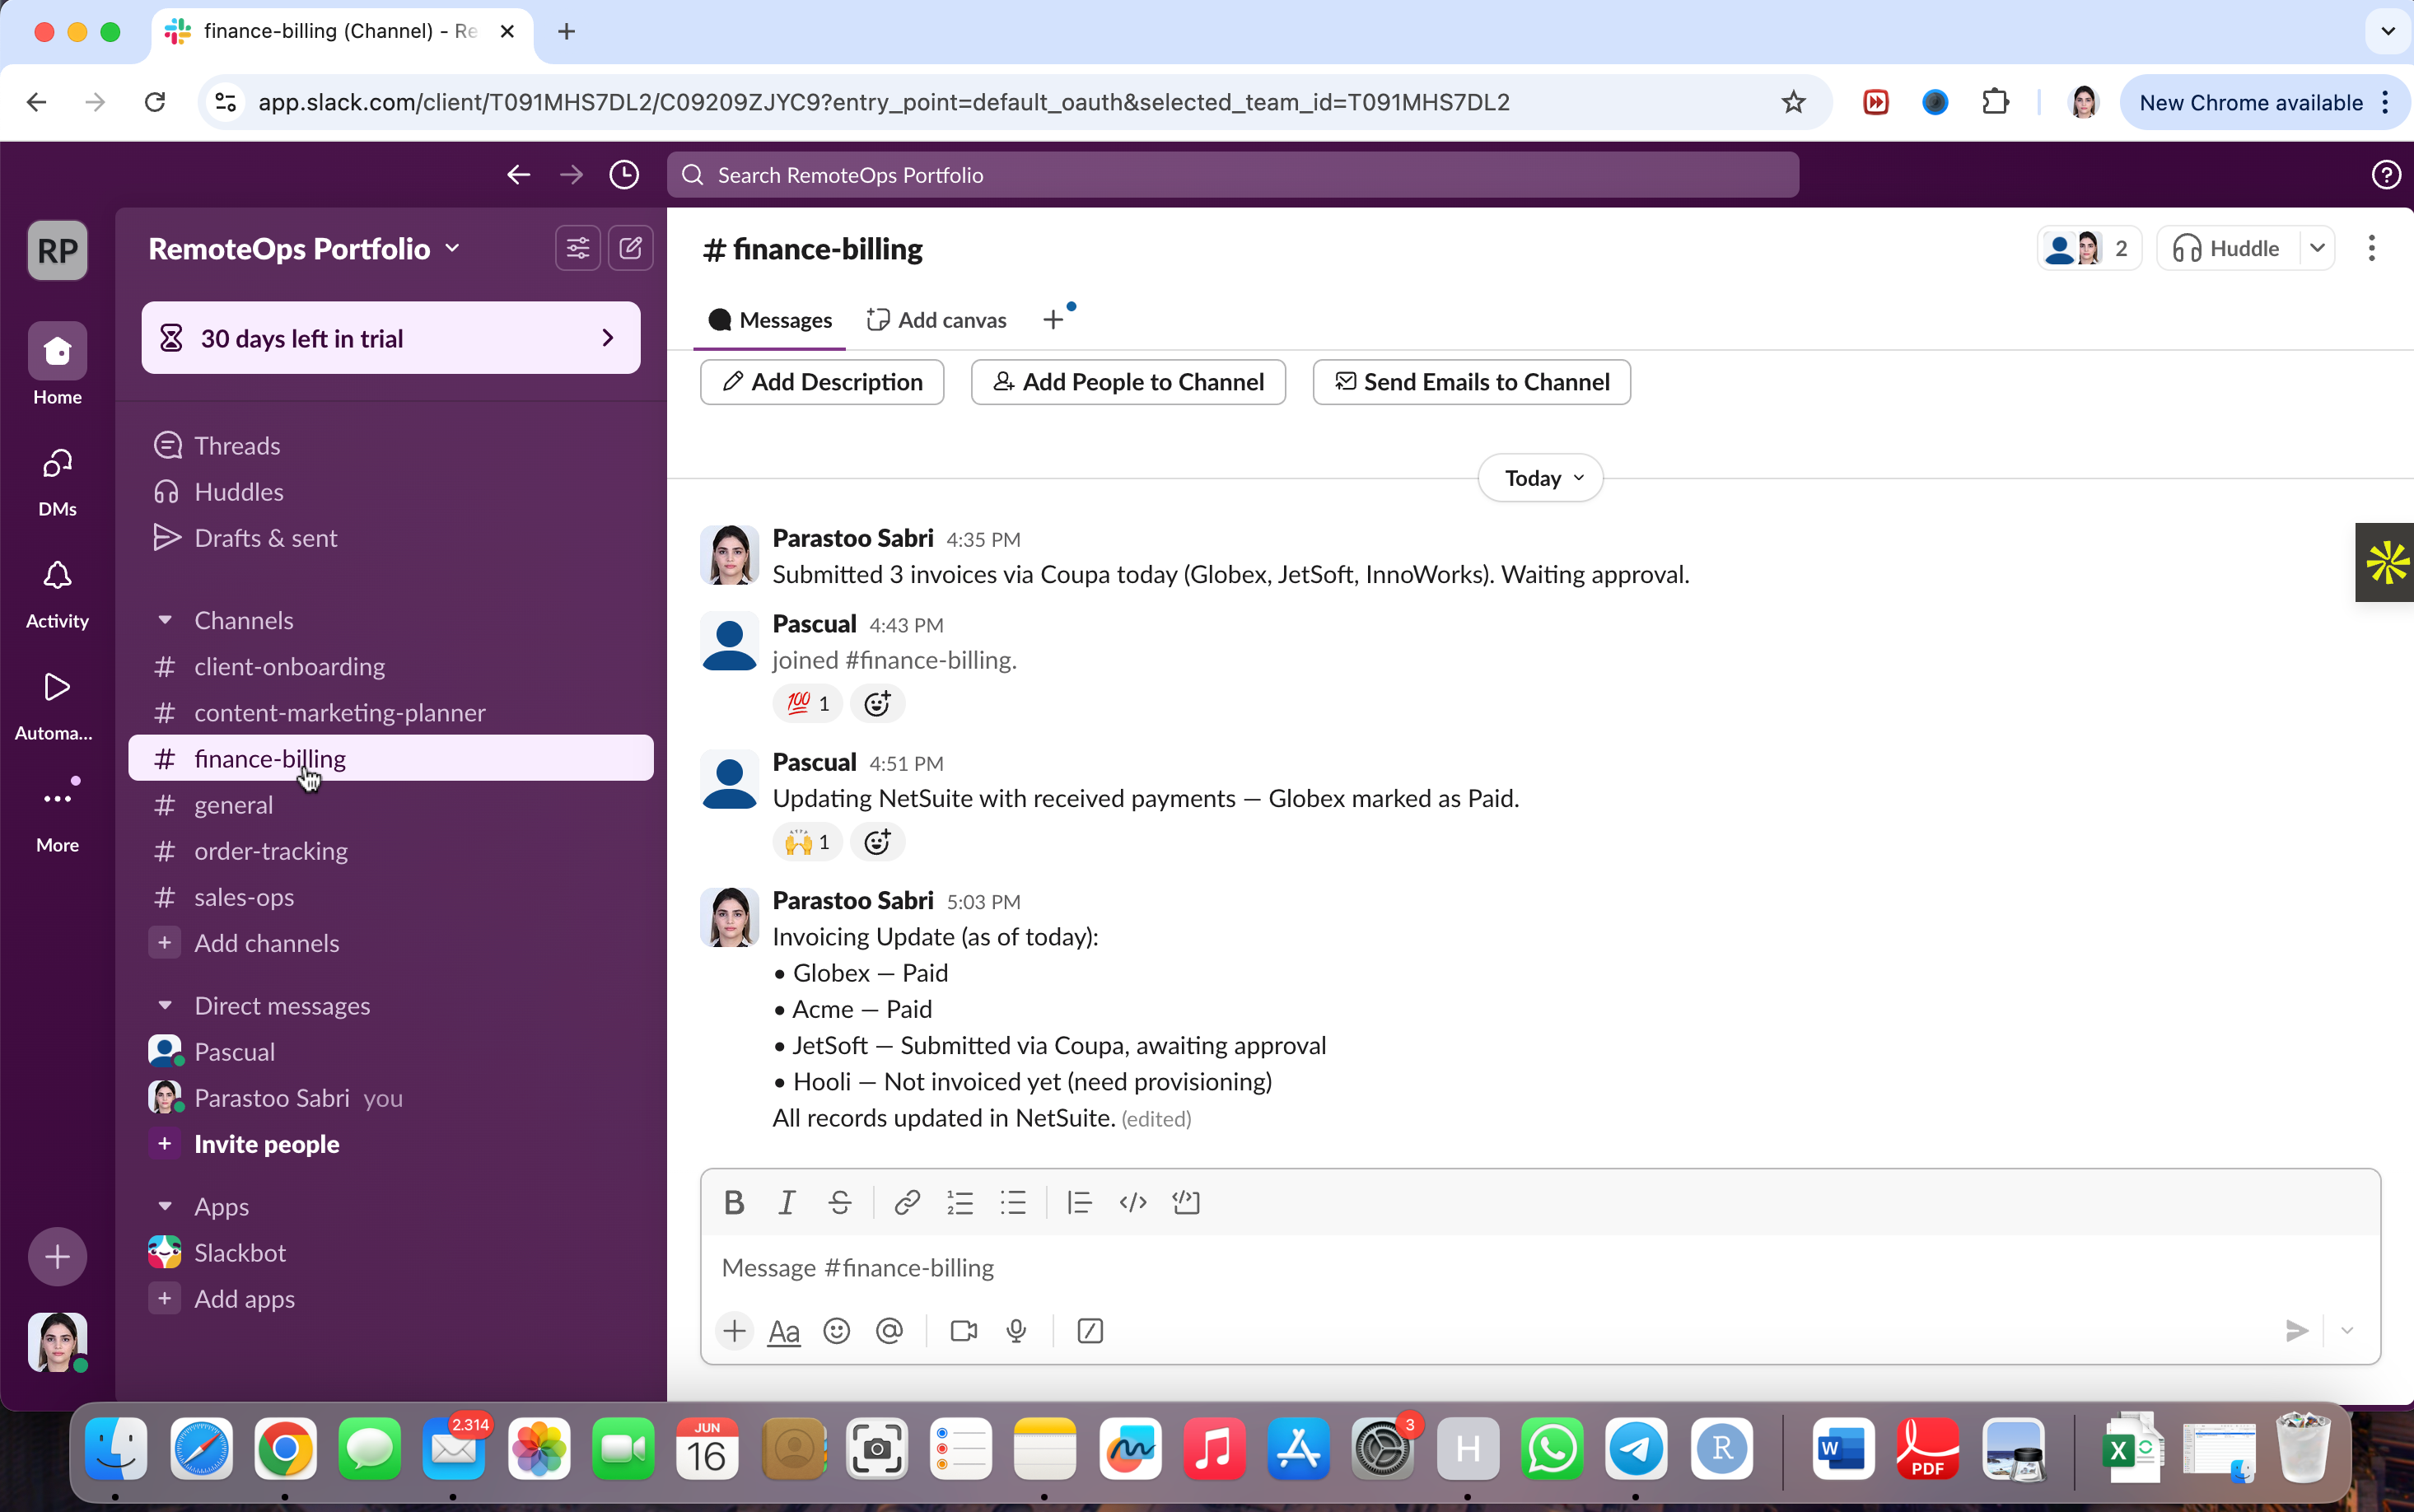 finance-billing (Channel) - Re
app.slack.com/client/T091MHS7DL2/C09209ZJYC9?entry_point=default_oauth&selected_team_id=T091MHS7DL2
New Chrome available
Search RemoteOps Portfolio
RP
Home
DMs
Activity
Automa...
More
RemoteOps Portfolio
30 days left in trial
Threads
Huddles
Drafts & sent
Channels
# client-onboarding
# content-marketing-planner
# finance-billing
# general
# order-tracking
# sales-ops
+ Add channels
Direct messages
Pascual
Parastoo Sabri you
+ Invite people
Apps
Slackbot
+ Add apps
# finance-billing
2
Huddle
Messages
Add canvas
Add Description
Add People to Channel
Send Emails to Channel
Today
Parastoo Sabri 4:35 PM
Submitted 3 invoices via Coupa today (Globex, JetSoft, InnoWorks). Waiting approval.
Pascual 4:43 PM
joined #finance-billing.
💯 1
Pascual 4:51 PM
Updating NetSuite with received payments — Globex marked as Paid.
🙌 1
Parastoo Sabri 5:03 PM
Invoicing Update (as of today):
• Globex — Paid
• Acme — Paid
• JetSoft — Submitted via Coupa, awaiting approval
• Hooli — Not invoiced yet (need provisioning)
All records updated in NetSuite. (edited)
B I S
Message #finance-billing
Aa
2.314
JUN
16
3
H
R
W
PDF
X